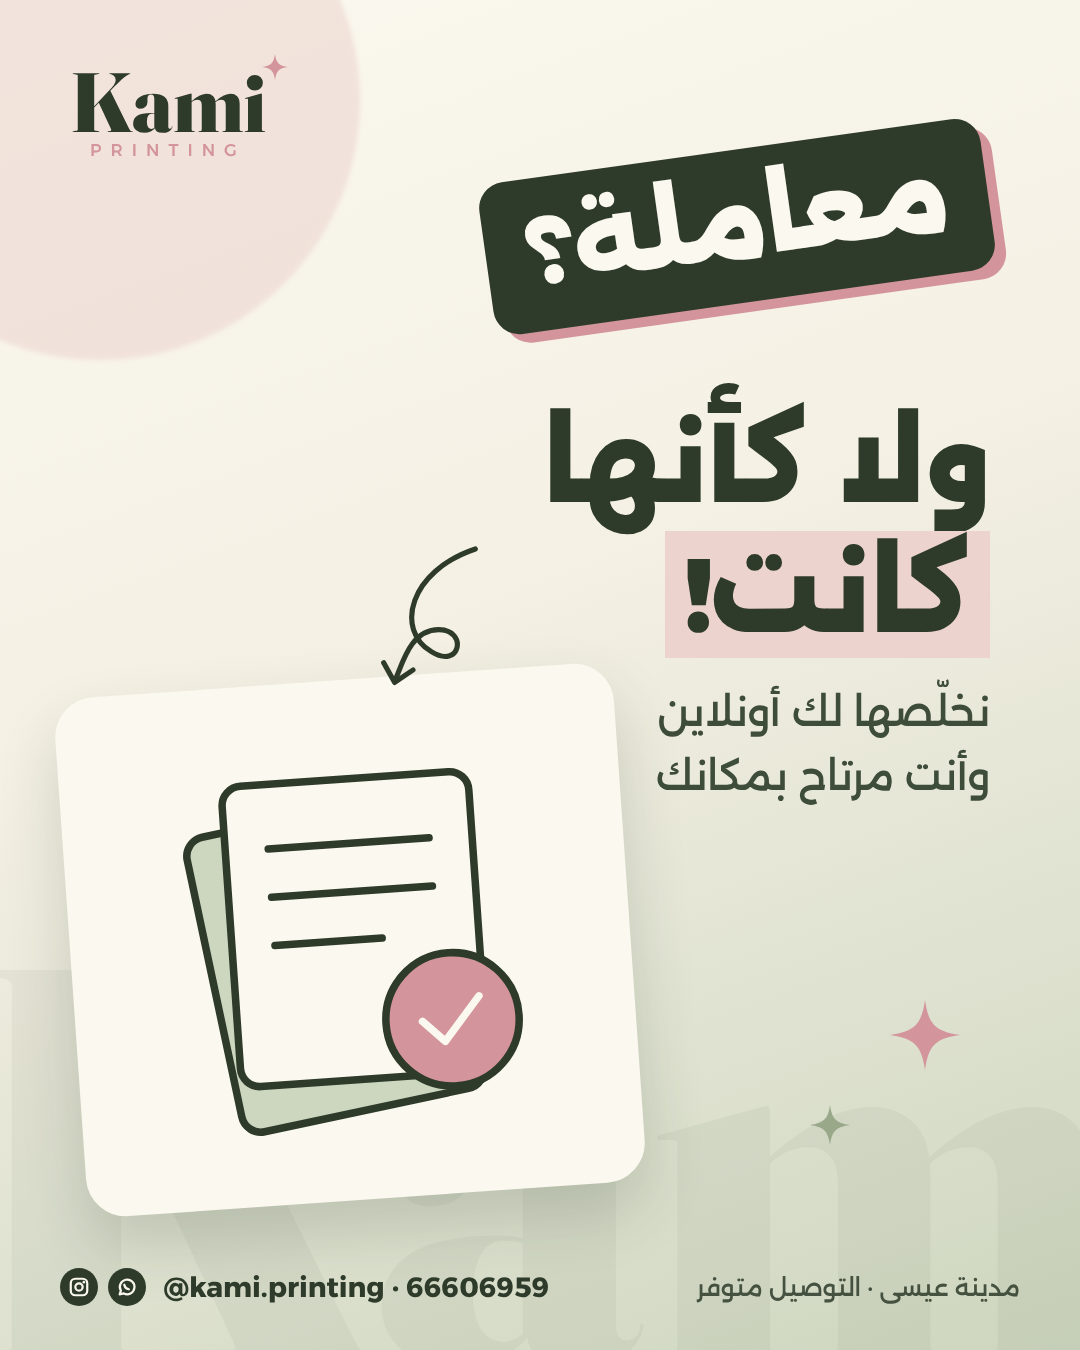 Kami
PRINTING
معاملة؟
ولا كأنها
كانت!
نخلّصها لك أونلاين
وأنت مرتاح بمكانك
@kami.printing · 66606959
مدينة عيسى · التوصيل متوفر
Kam